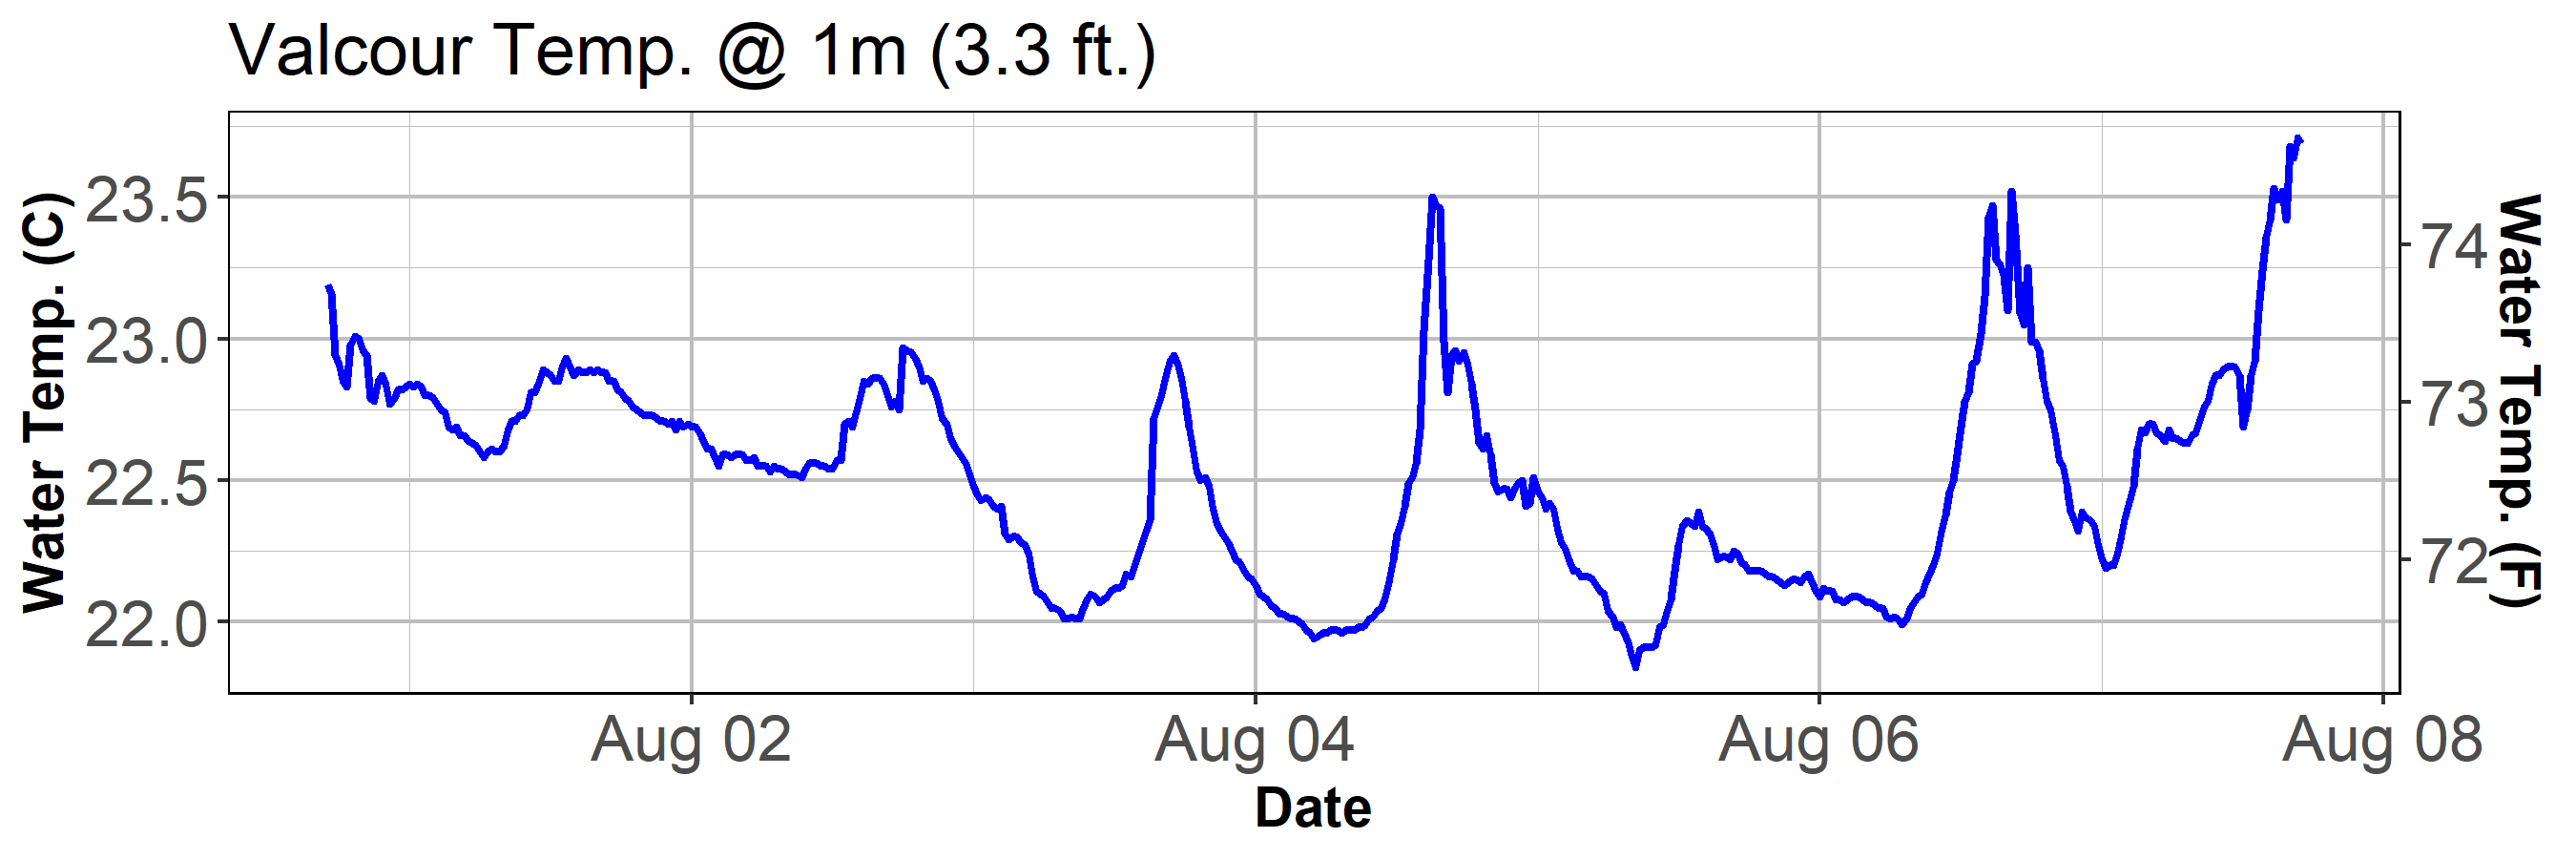 Valcour Temp. @ 1m (3.3 ft.)
Water Temp. (C)
23.5
23.0
22.5
22.0
74
73
72
Water Temp. (F)
Aug 02
Aug 04
Aug 06
Aug 08
Date